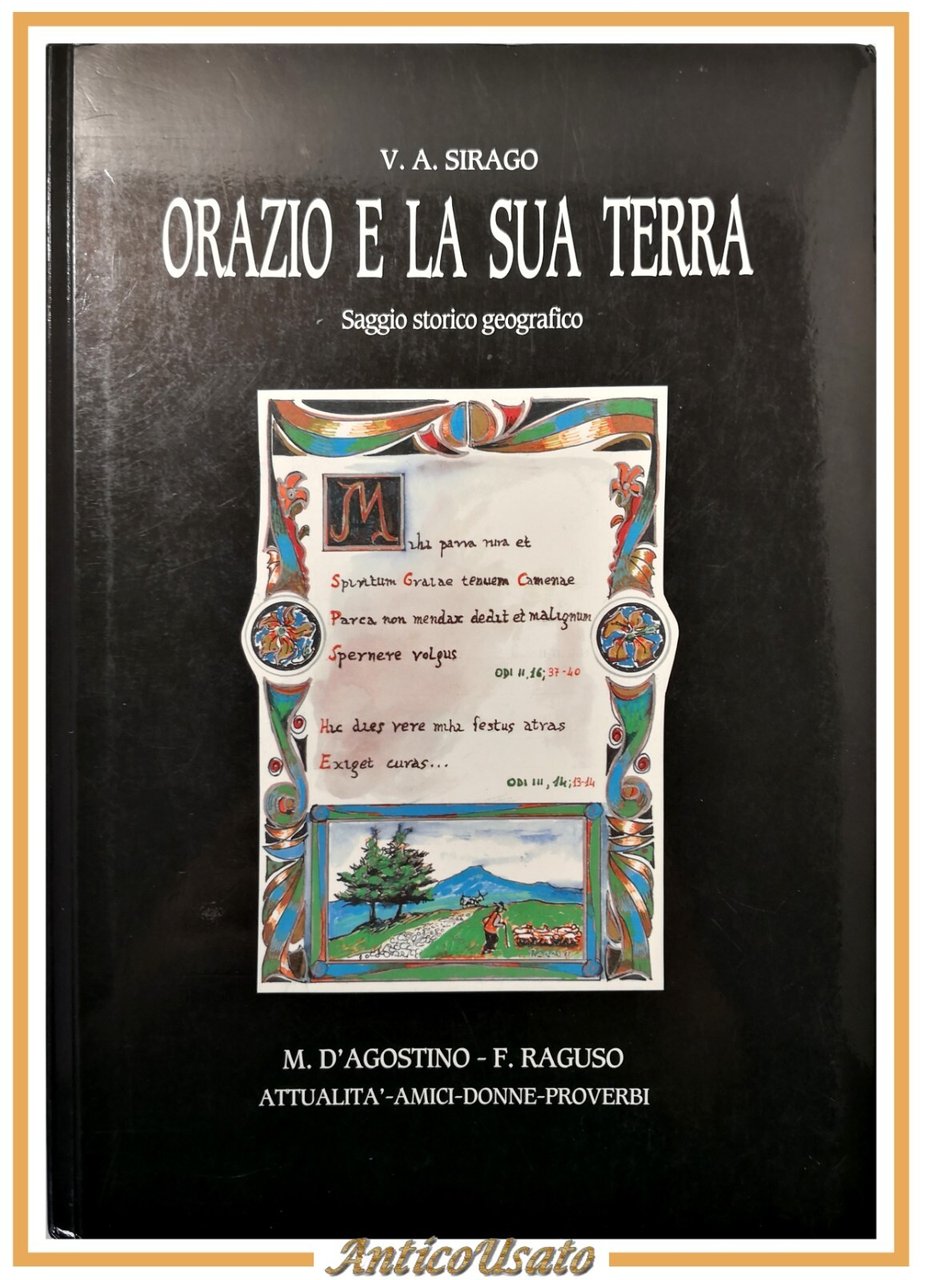 V. A. SIRAGO
ORAZIO E LA SUA TERRA
Saggio storico geografico
Mihi parva rura et
Spiritum Graiae tenuem Camenae
Parca non mendax dedit et malignum
Spernere volgus
ODI II, 16; 37-40
Hic dies vere mihi festus atras
Exiget curas...
ODI III, 14; 13-14
M. D'AGOSTINO - F. RAGUSO
ATTUALITA'-AMICI-DONNE-PROVERBI
AnticoUsato